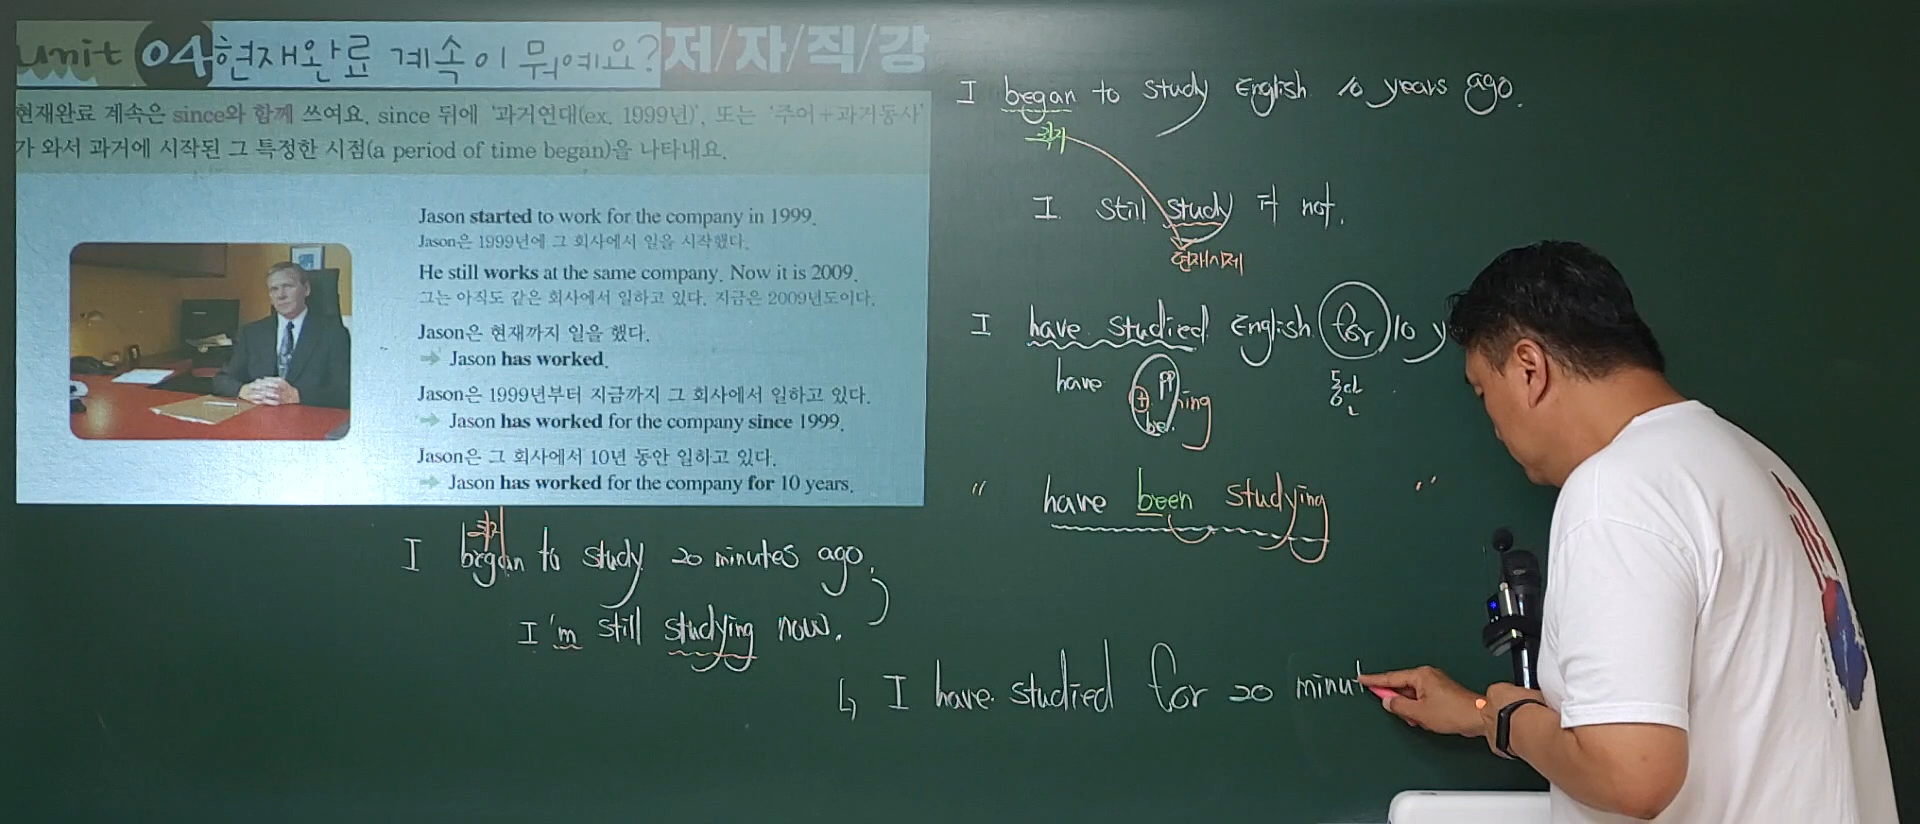 unit 04 현재완료 계속이 뭐예요? 저/자/직/강
현재완료 계속은 since와 함께 쓰여요. since 뒤에 '과거연대(ex. 1999년)', 또는 '주어+과거동사'
가 와서 과거에 시작된 그 특정한 시점(a period of time began)을 나타내요.
Jason started to work for the company in 1999.
Jason은 1999년에 그 회사에서 일을 시작했다.
He still works at the same company. Now it is 2009.
그는 아직도 같은 회사에서 일하고 있다. 지금은 2009년도이다.
Jason은 현재까지 일을 했다.
→ Jason has worked.
Jason은 1999년부터 지금까지 그 회사에서 일하고 있다.
→ Jason has worked for the company since 1999.
Jason은 그 회사에서 10년 동안 일하고 있다.
→ Jason has worked for the company for 10 years.
I began to study English 10 years ago.
과거
I still study it now.
현재시제
I have studied English for 10 y
have + PP
be ing
동안
" have been studying "
과거
I began to study 20 minutes ago.
I'm still studying now.
↳ I have studied for 20 minut